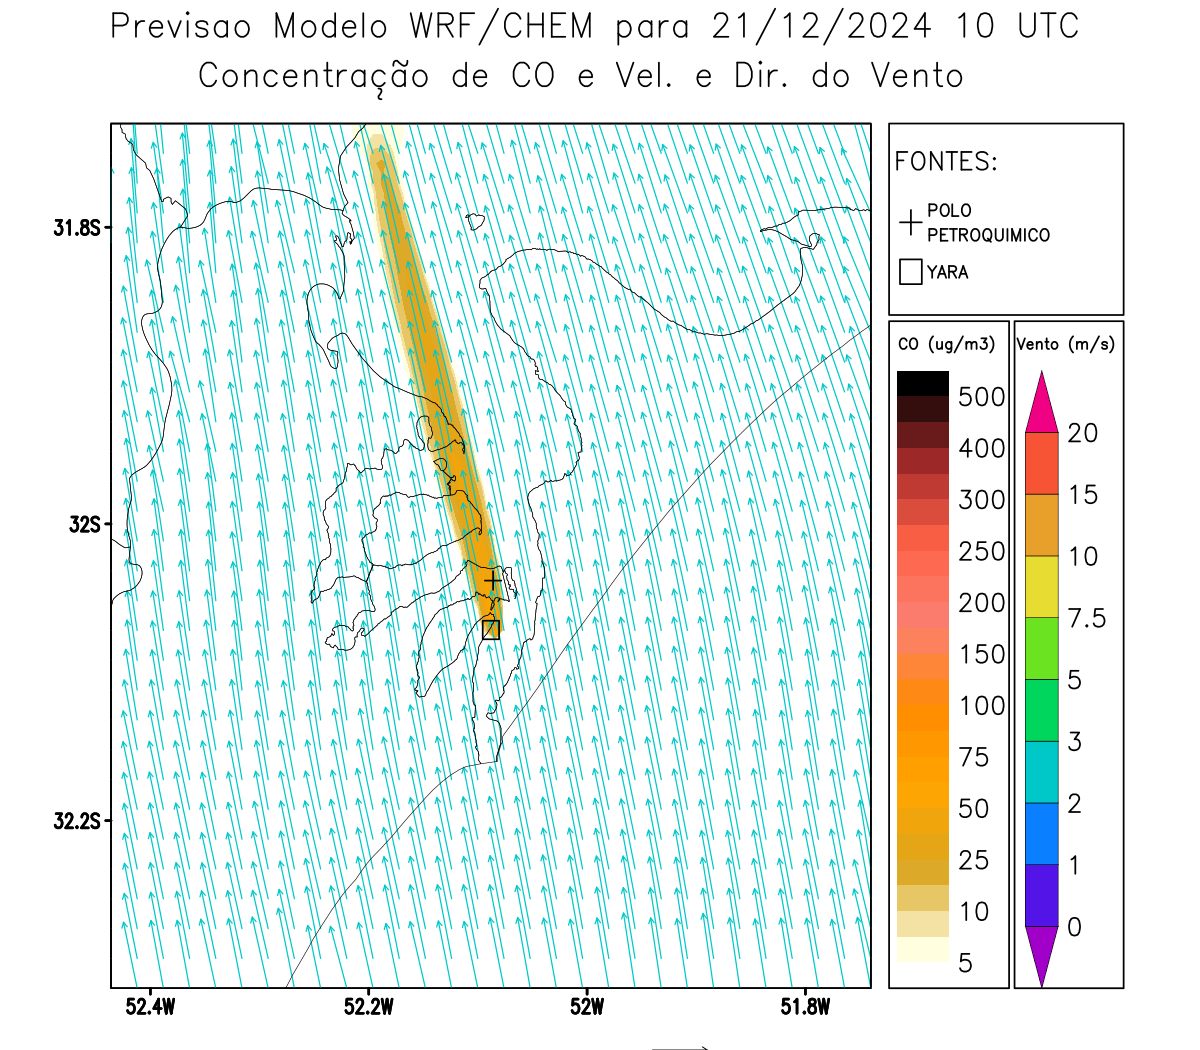 Previsao Modelo WRF/CHEM para 21/12/2024 10 UTC
Concentração de CO e Vel. e Dir. do Vento
FONTES:
POLO
PETROQUIMICO
YARA
CO (ug/m3)
500
400
300
250
200
150
100
75
50
25
10
5
Vento (m/s)
20
15
10
7.5
5
3
2
1
0
31.8S
32S
32.2S
52.4W
52.2W
52W
51.8W